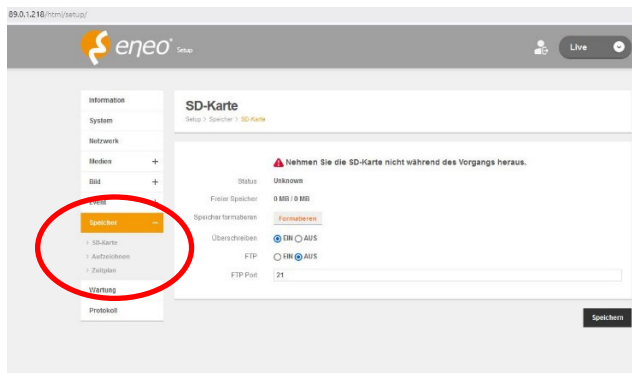 89.0.1.218/html/setup/
eneo Setup
Live
Information
System
Netzwerk
Medien +
Bild +
Event +
Speicher −
› SD-Karte
› Aufzeichnen
› Zeitplan
Wartung
Protokoll
SD-Karte
Setup > Speicher > SD-Karte
Nehmen Sie die SD-Karte nicht während des Vorgangs heraus.
Status Unknown
Freier Speicher 0 MB / 0 MB
Speicher formatieren Formatieren
Überschreiben EIN AUS
FTP EIN AUS
FTP Port 21
Speichern